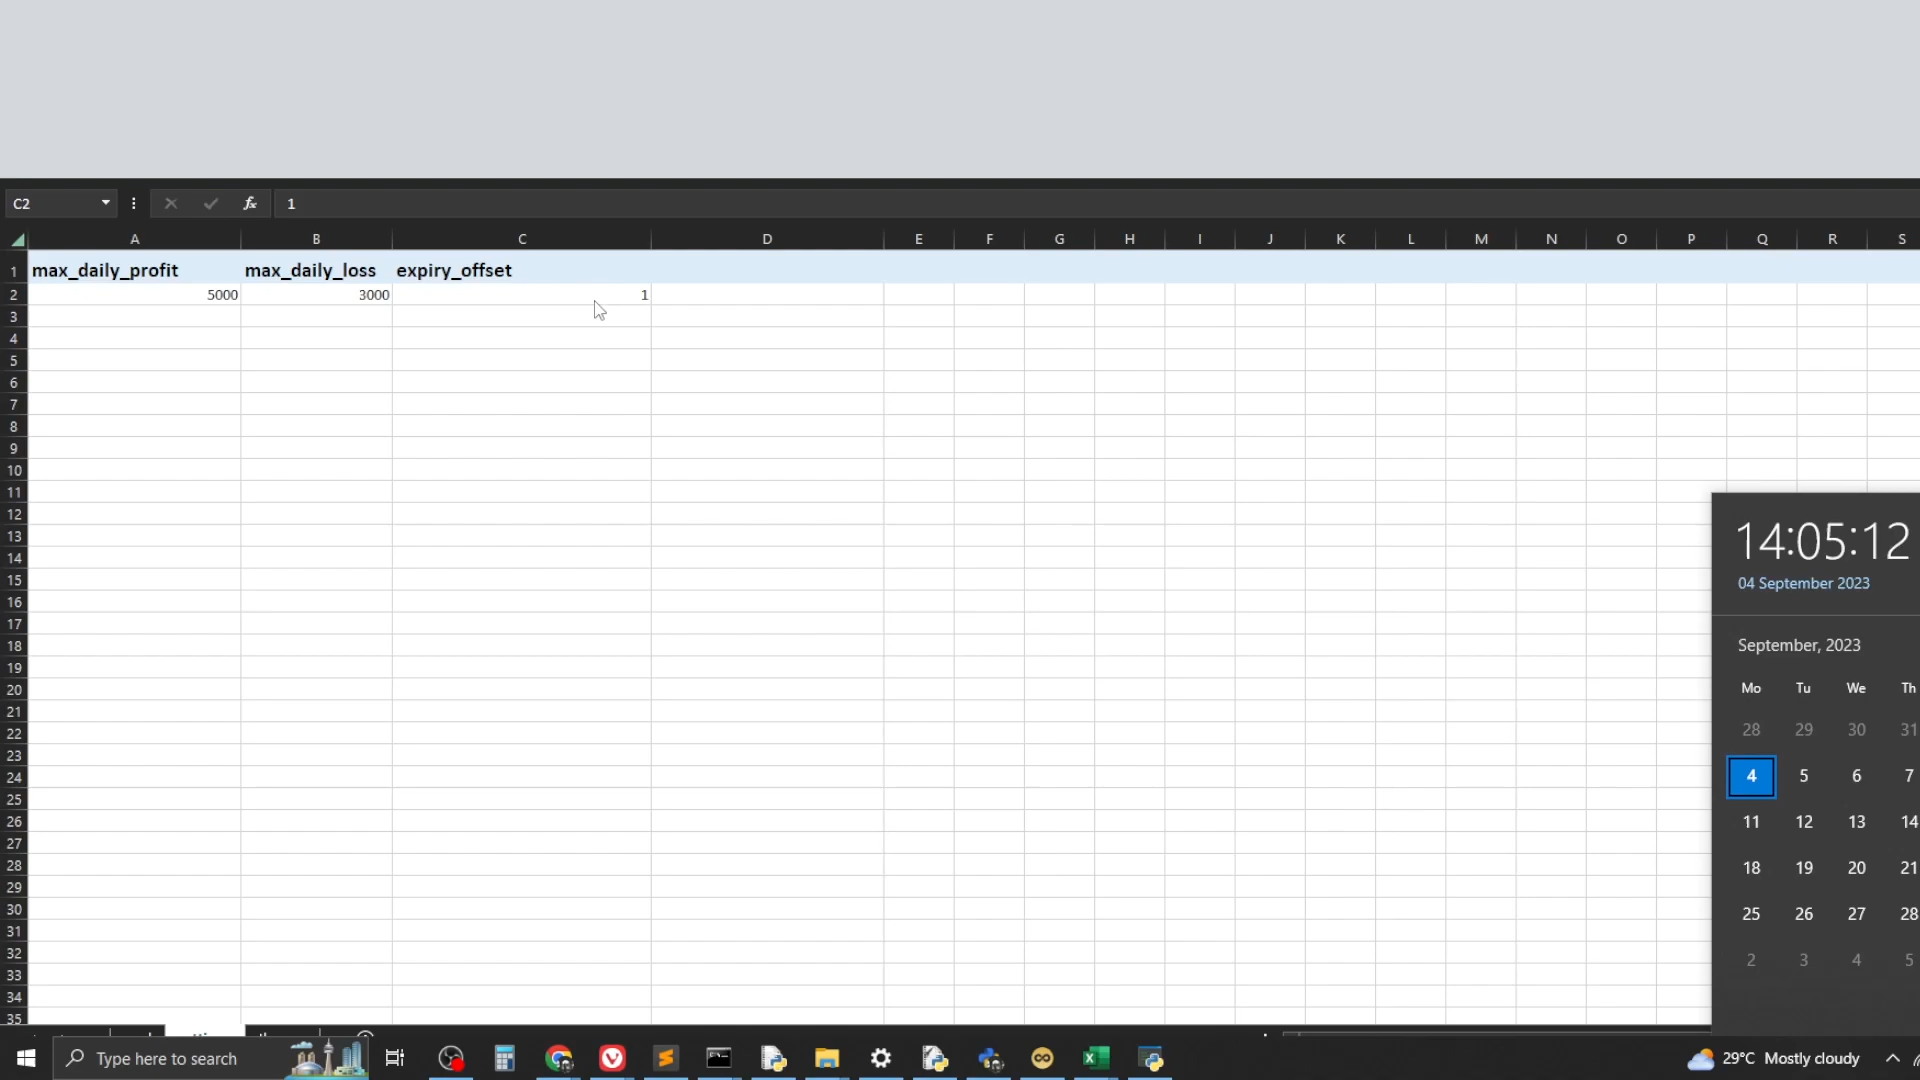 C2 fx 1
A B C D E F G H I J K L M N O P Q R S
1 max_daily_profit max_daily_loss expiry_offset
2 5000 3000 1
3
4
5
6
7
8
9
10
11
12
13
14
15
16
17
18
19
20
21
22
23
24
25
26
27
28
29
30
31
32
33
34
35
14:05:12
04 September 2023
September, 2023
Mo Tu We Th
28 29 30 31
4 5 6 7
11 12 13 14
18 19 20 21
25 26 27 28
2 3 4 5
Type here to search
29°C Mostly cloudy